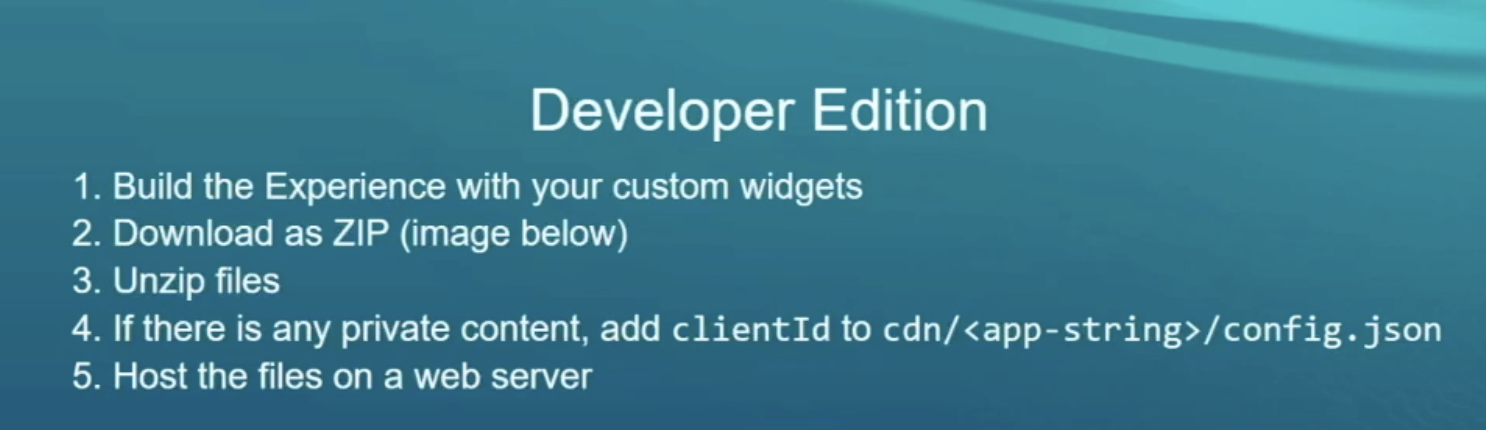 Developer Edition
1. Build the Experience with your custom widgets
2. Download as ZIP (image below)
3. Unzip files
4. If there is any private content, add clientId to cdn/<app-string>/config.json
5. Host the files on a web server